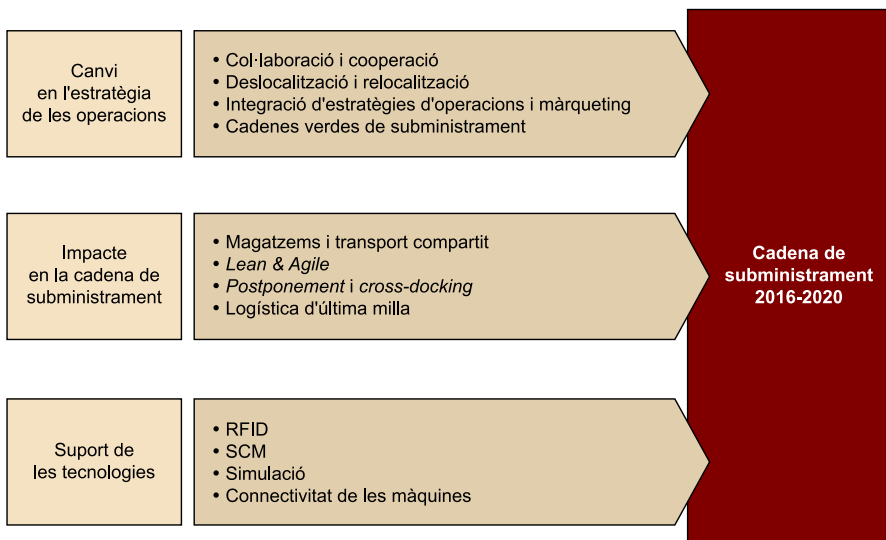 Canvi
en l'estratègia
de les operacions
• Col·laboració i cooperació
• Deslocalització i relocalització
• Integració d'estratègies d'operacions i màrqueting
• Cadenes verdes de subministrament
Impacte
en la cadena de
subministrament
• Magatzems i transport compartit
• Lean & Agile
• Postponement i cross-docking
• Logística d'última milla
Cadena de
subministrament
2016-2020
Suport de
les tecnologies
• RFID
• SCM
• Simulació
• Connectivitat de les màquines